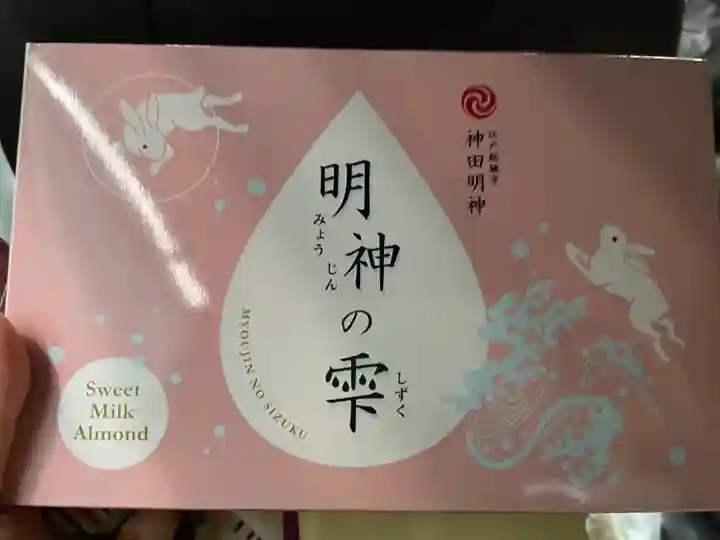 明神の雫
みょう
じん
しずく
MYOUJIN NO SIZUKU
江戸総鎮守
神田明神
Sweet
Milk
Almond